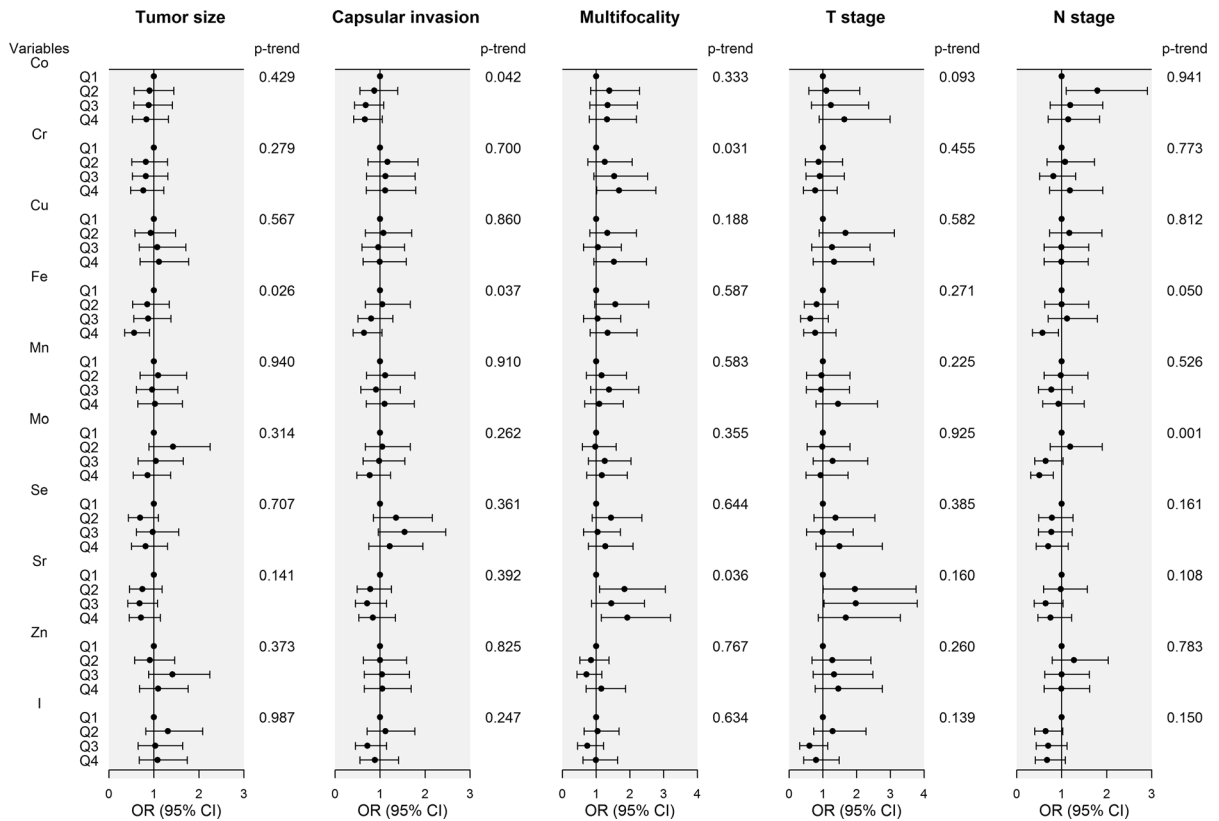 Tumor size Capsular invasion Multifocality T stage N stage
Variables p-trend p-trend p-trend p-trend p-trend
Co
Q1 0.429 0.042 0.333 0.093 0.941
Q2
Q3
Q4
Cr
Q1 0.279 0.700 0.031 0.455 0.773
Q2
Q3
Q4
Cu
Q1 0.567 0.860 0.188 0.582 0.812
Q2
Q3
Q4
Fe
Q1 0.026 0.037 0.587 0.271 0.050
Q2
Q3
Q4
Mn
Q1 0.940 0.910 0.583 0.225 0.526
Q2
Q3
Q4
Mo
Q1 0.314 0.262 0.355 0.925 0.001
Q2
Q3
Q4
Se
Q1 0.707 0.361 0.644 0.385 0.161
Q2
Q3
Q4
Sr
Q1 0.141 0.392 0.036 0.160 0.108
Q2
Q3
Q4
Zn
Q1 0.373 0.825 0.767 0.260 0.783
Q2
Q3
Q4
I
Q1 0.987 0.247 0.634 0.139 0.150
Q2
Q3
Q4
0 1 2 3 0 1 2 3 0 1 2 3 4 0 1 2 3 4 0 1 2 3
OR (95% CI) OR (95% CI) OR (95% CI) OR (95% CI) OR (95% CI)